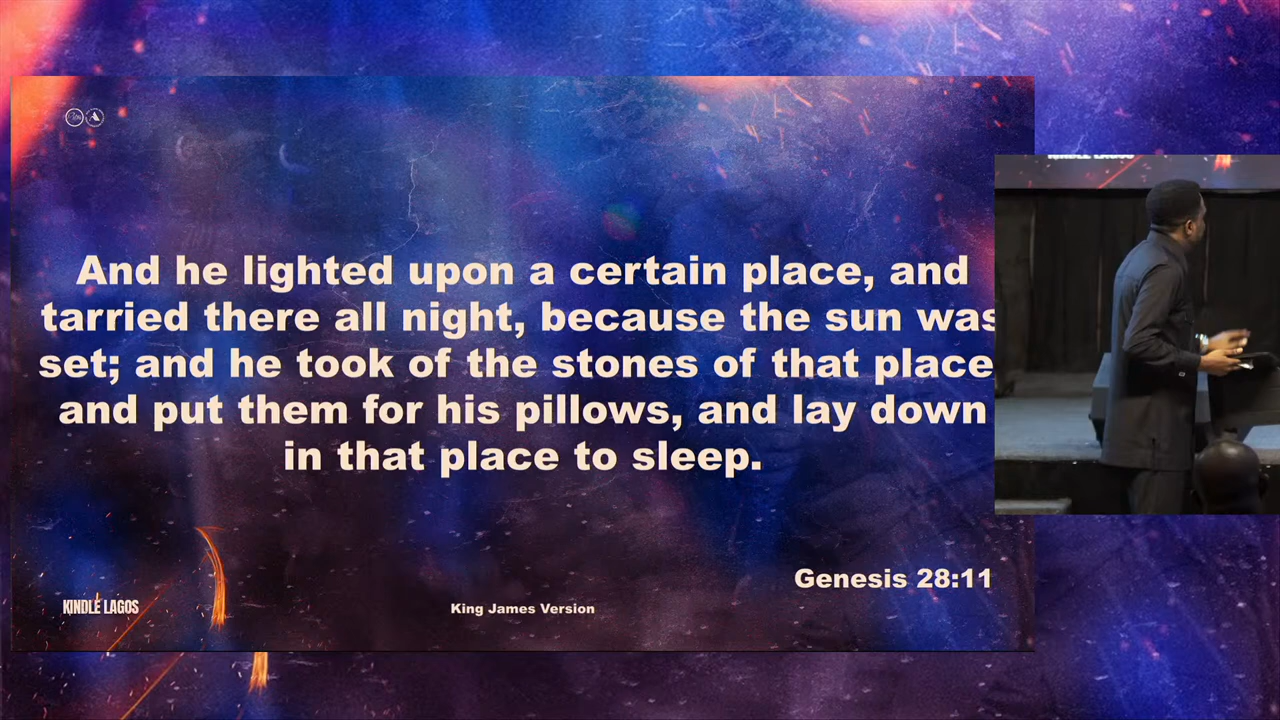 And he lighted upon a certain place, and
tarried there all night, because the sun was
set; and he took of the stones of that place
and put them for his pillows, and lay down
in that place to sleep.
Genesis 28:11
KINDLE LAGOS
King James Version
KINDLE LAGOS